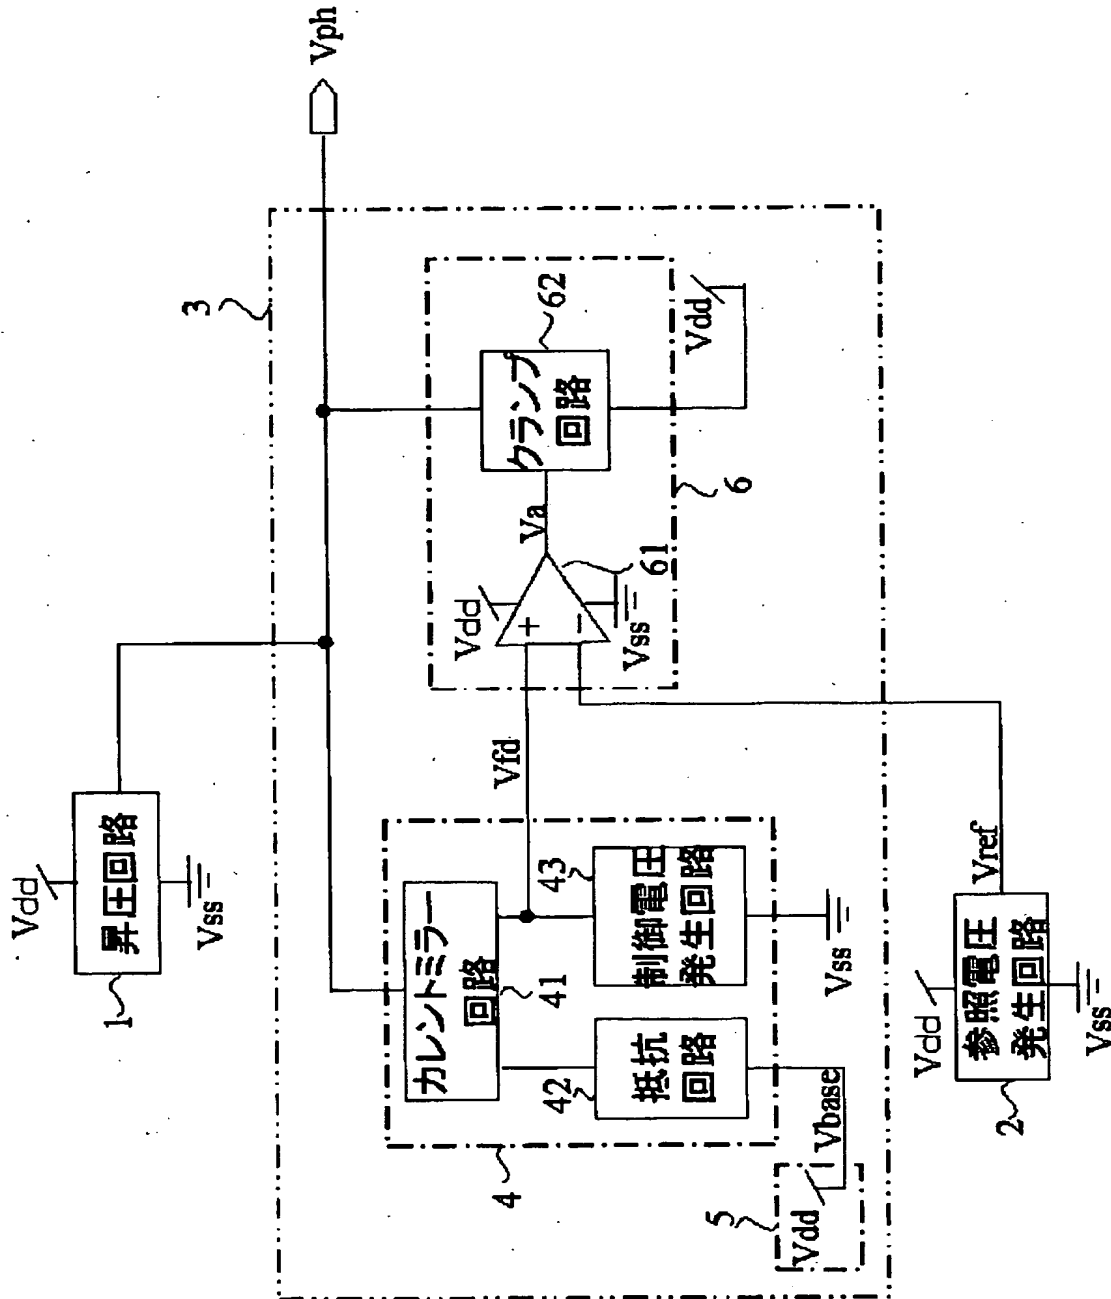 Vph
3
Vdd
昇圧回路
Vss
1
62
クランプ
回路
Vdd
6
Va
61
Vdd
+
−
Vss
Vfd
カレントミラー
回路
41
43
制御電圧
発生回路
Vss
42
抵抗
回路
4
Vbase
5
Vdd
Vref
Vdd
参照電圧
発生回路
Vss
2